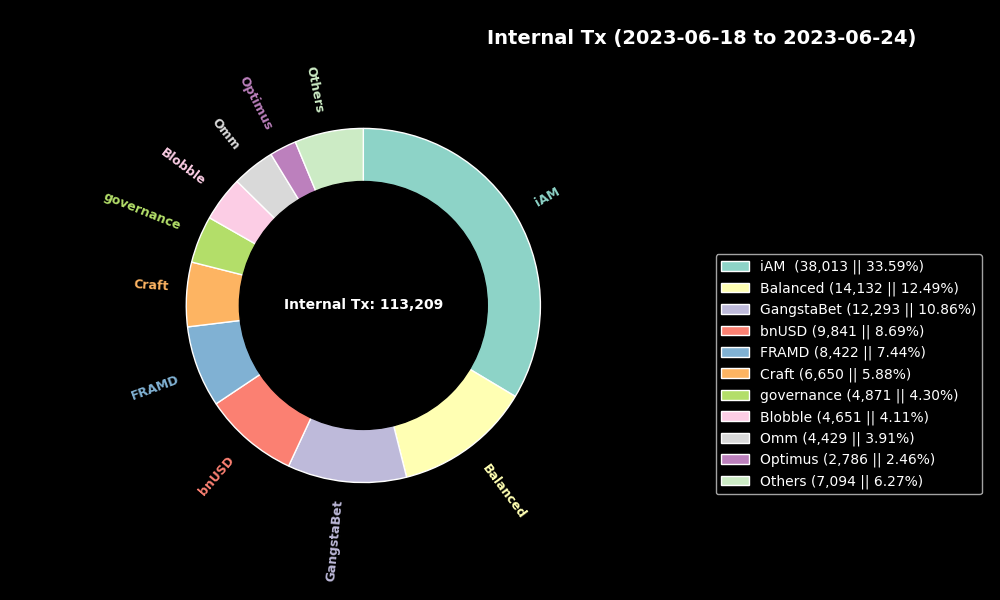 Internal Tx (2023-06-18 to 2023-06-24)
Others
Optimus
Omm
Blobble
governance
Craft
FRAMD
bnUSD
GangstaBet
Balanced
iAM
Internal Tx: 113,209
iAM  (38,013 || 33.59%)
Balanced (14,132 || 12.49%)
GangstaBet (12,293 || 10.86%)
bnUSD (9,841 || 8.69%)
FRAMD (8,422 || 7.44%)
Craft (6,650 || 5.88%)
governance (4,871 || 4.30%)
Blobble (4,651 || 4.11%)
Omm (4,429 || 3.91%)
Optimus (2,786 || 2.46%)
Others (7,094 || 6.27%)